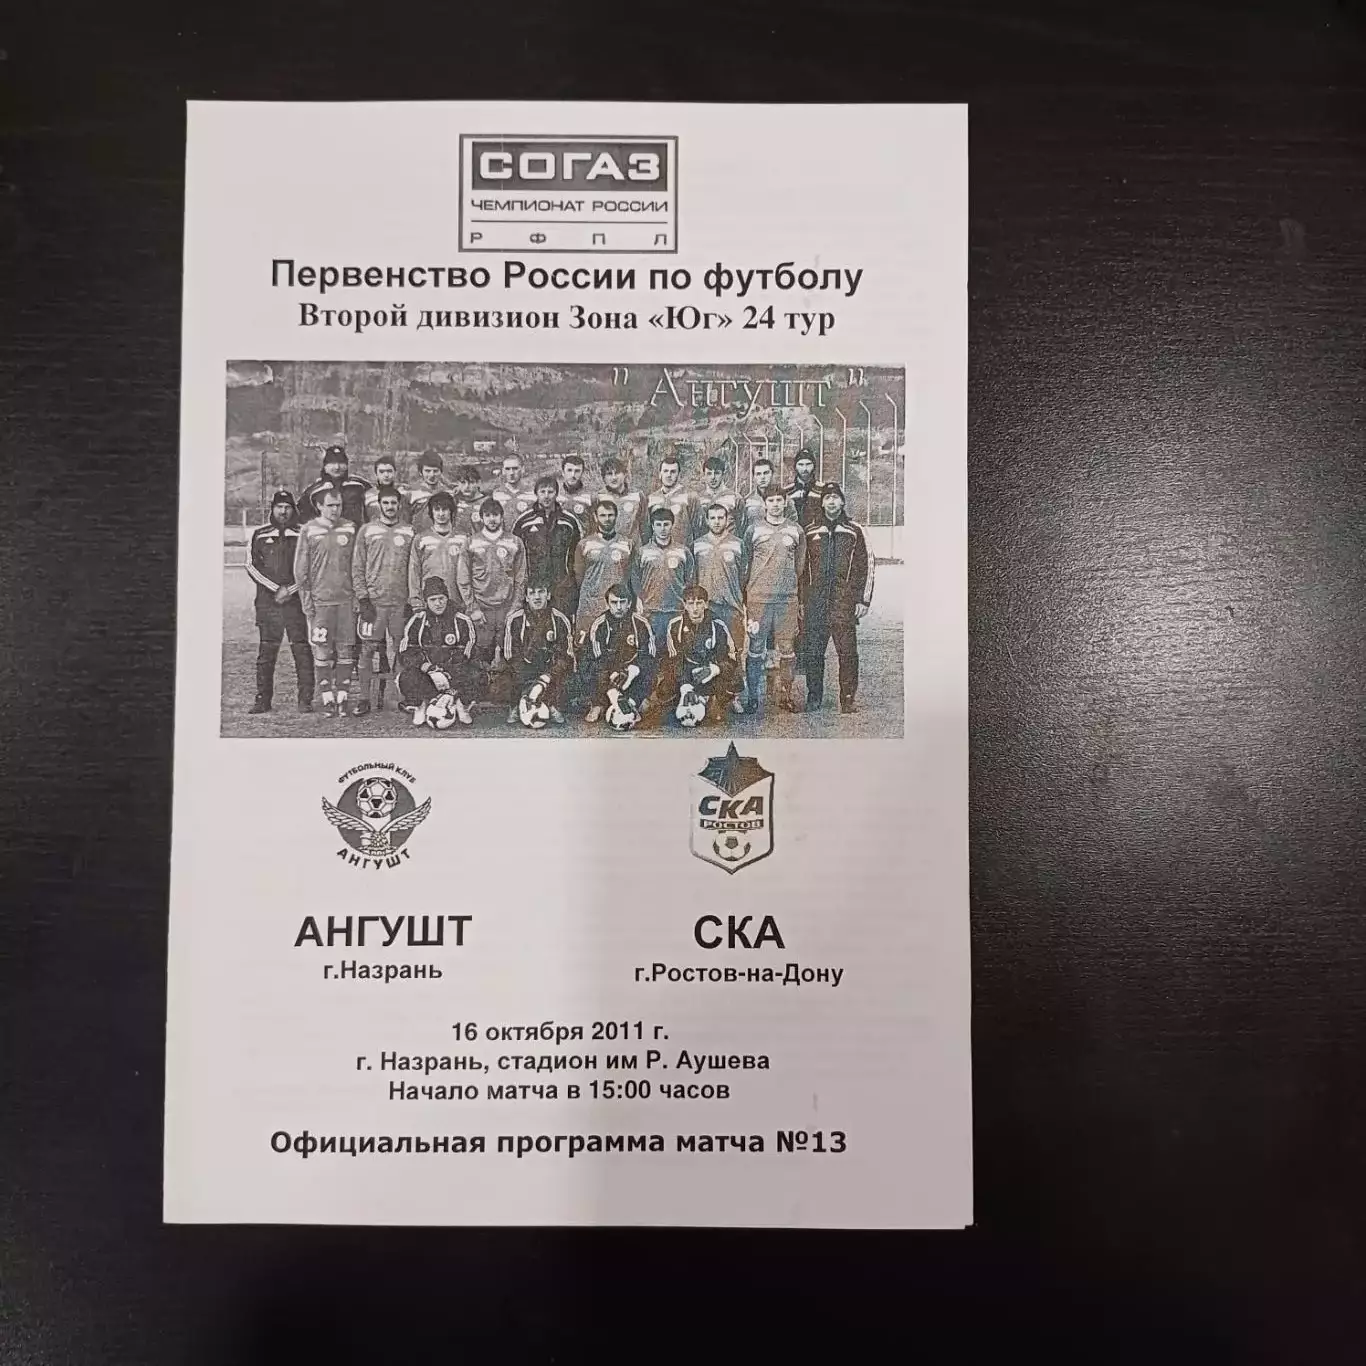 СОГАЗ
ЧЕМПИОНАТ РОССИИ
РФПЛ
Первенство России по футболу
Второй дивизион Зона «Юг» 24 тур
"Ангушт"
ФУТБОЛЬНЫЙ КЛУБ
АНГУШТ
СКА
РОСТОВ
АНГУШТ
г.Назрань
СКА
г.Ростов-на-Дону
16 октября 2011 г.
г. Назрань, стадион им Р. Аушева
Начало матча в 15:00 часов
Официальная программа матча №13